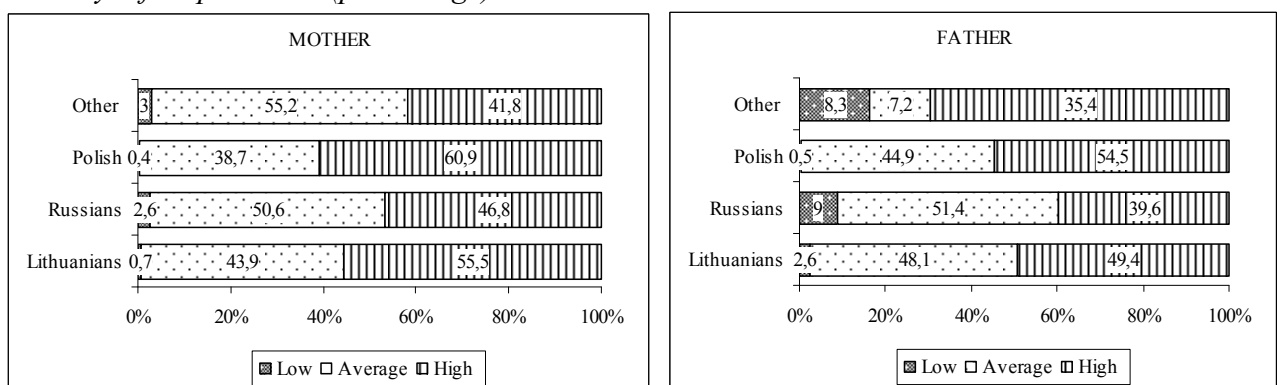 MOTHER
Other 3 55,2 41,8
Polish 0,4 38,7 60,9
Russians 2,6 50,6 46,8
Lithuanians 0,7 43,9 55,5
0% 20% 40% 60% 80% 100%
Low Average High
FATHER
Other 8,3 7,2 35,4
Polish 0,5 44,9 54,5
Russians 9 51,4 39,6
Lithuanians 2,6 48,1 49,4
0% 20% 40% 60% 80% 100%
Low Average High